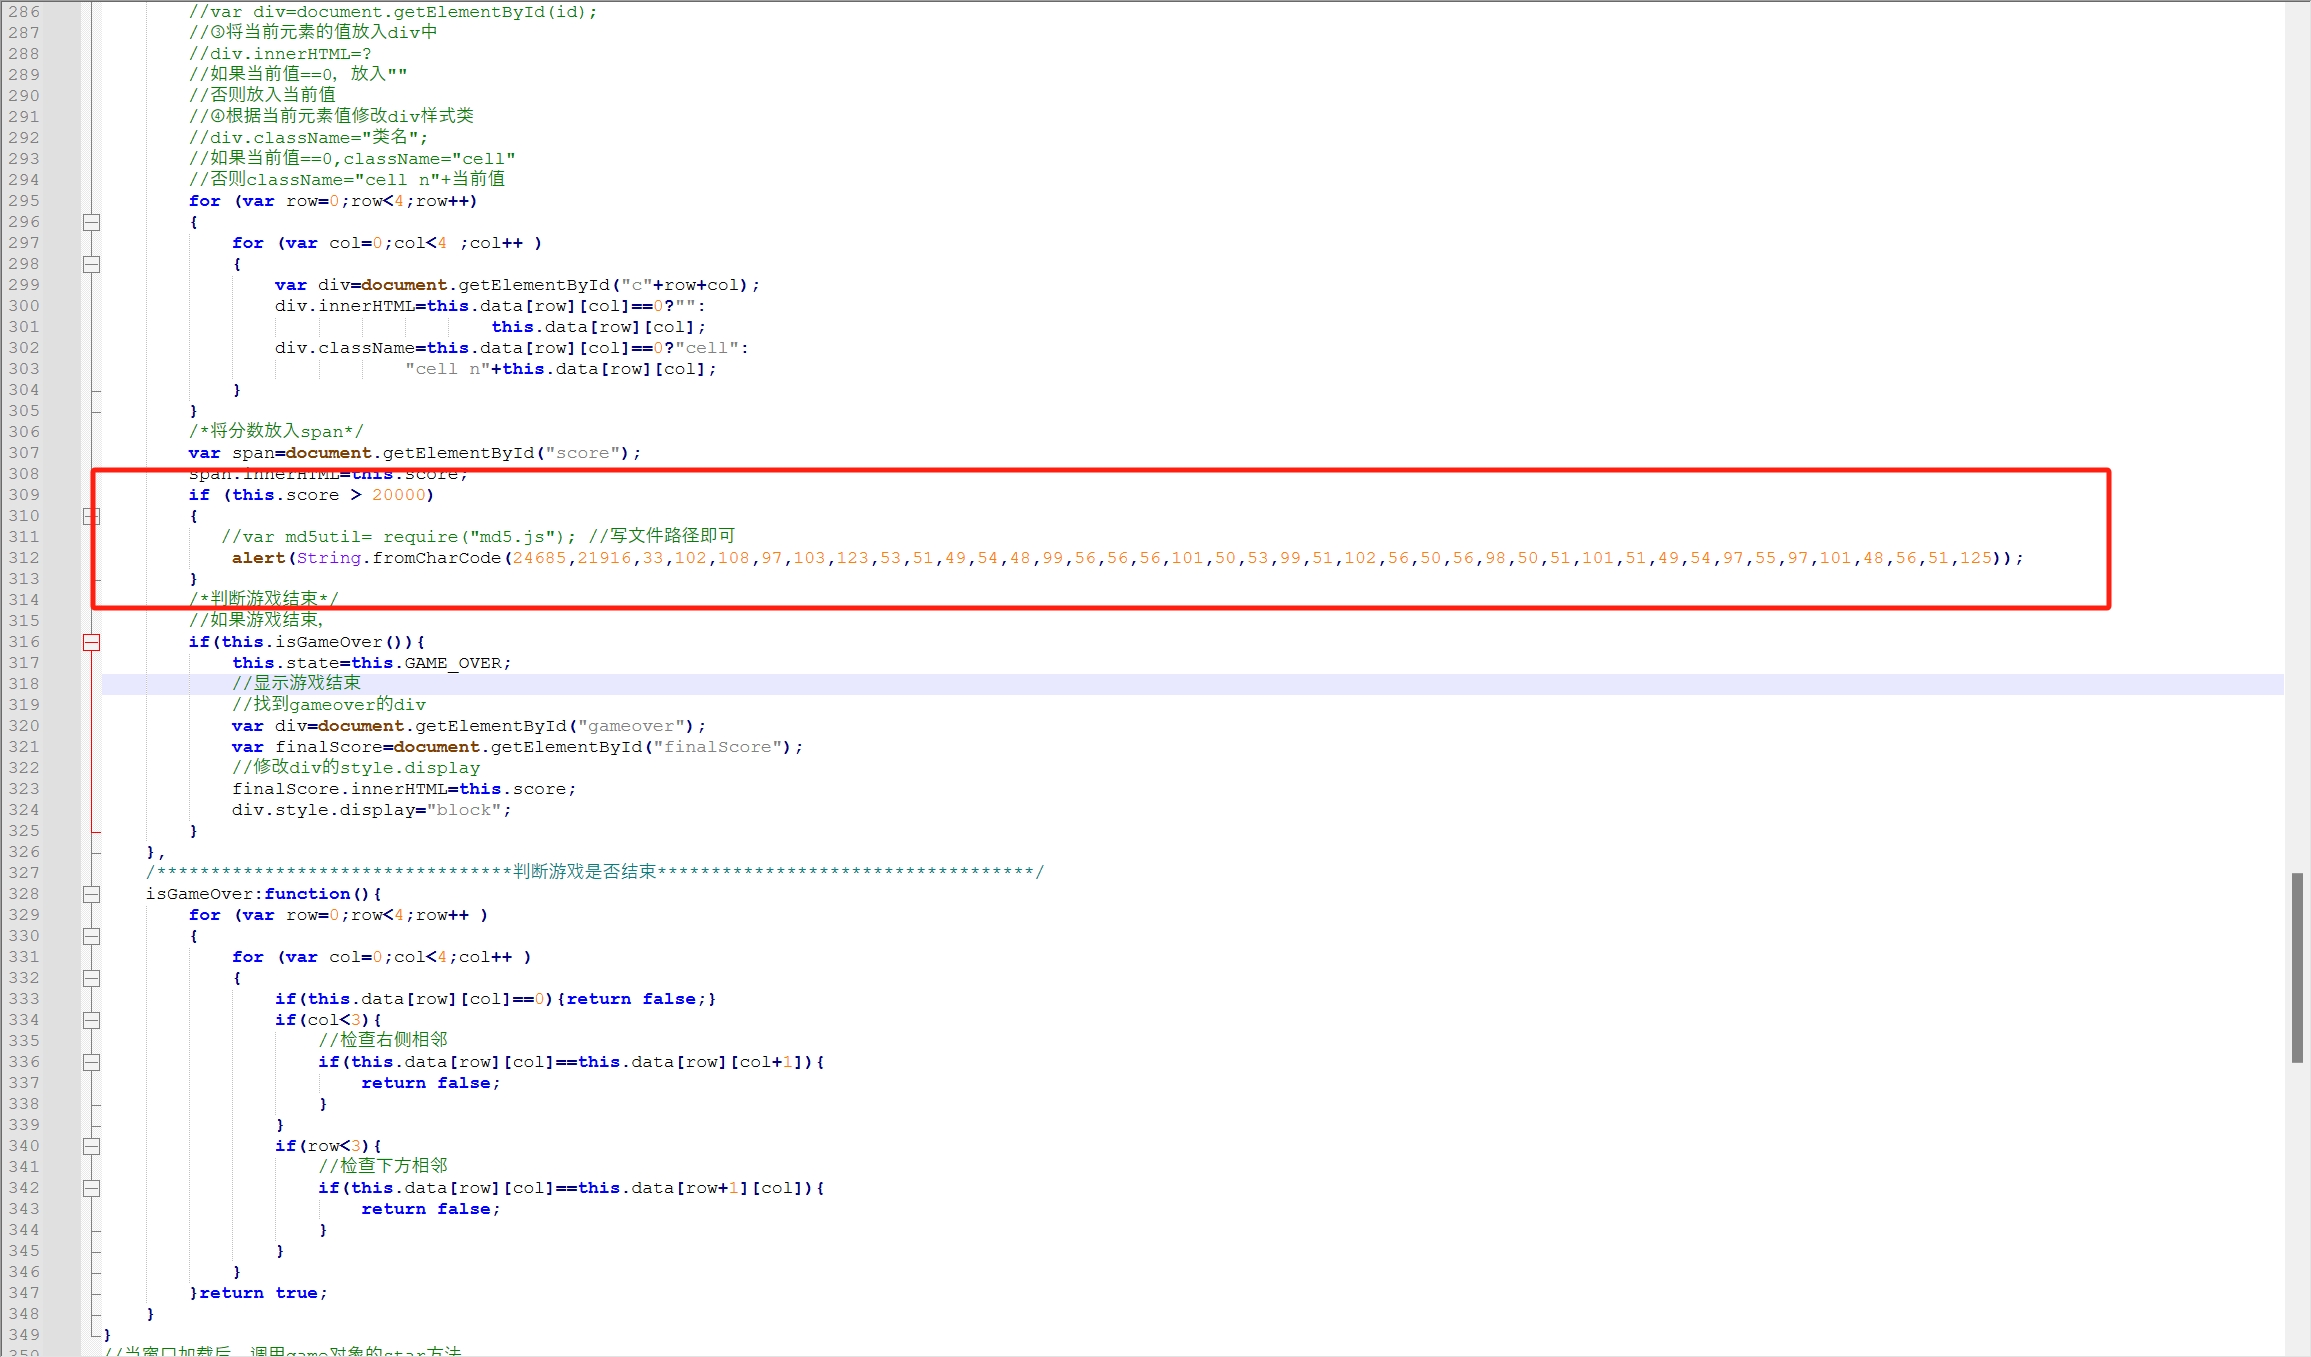 286 //var div=document.getElementById(id);
287 //③将当前元素的值放入div中
288 //div.innerHTML=?
289 //如果当前值==0, 放入""
290 //否则放入当前值
291 //④根据当前元素值修改div样式类
292 //div.className="类名";
293 //如果当前值==0,className="cell"
294 //否则className="cell n"+当前值
295 for (var row=0;row<4;row++)
296 {
297 for (var col=0;col<4 ;col++ )
298 {
299 var div=document.getElementById("c"+row+col);
300 div.innerHTML=this.data[row][col]==0?"":
301 this.data[row][col];
302 div.className=this.data[row][col]==0?"cell":
303 "cell n"+this.data[row][col];
304 }
305 }
306 /*将分数放入span*/
307 var span=document.getElementById("score");
308 span.innerHTML=this.score;
309 if (this.score > 20000)
310 {
311 //var md5util= require("md5.js"); //写文件路径即可
312 alert(String.fromCharCode(24685,21916,33,102,108,97,103,123,53,51,49,54,48,99,56,56,56,101,50,53,99,51,102,56,50,56,98,50,51,101,51,49,54,97,55,97,101,48,56,51,125));
313 }
314 /*判断游戏结束*/
315 //如果游戏结束,
316 if(this.isGameOver()){
317 this.state=this.GAME_OVER;
318 //显示游戏结束
319 //找到gameover的div
320 var div=document.getElementById("gameover");
321 var finalScore=document.getElementById("finalScore");
322 //修改div的style.display
323 finalScore.innerHTML=this.score;
324 div.style.display="block";
325 }
326 },
327 /*********************************判断游戏是否结束***********************************/
328 isGameOver:function(){
329 for (var row=0;row<4;row++ )
330 {
331 for (var col=0;col<4;col++ )
332 {
333 if(this.data[row][col]==0){return false;}
334 if(col<3){
335 //检查右侧相邻
336 if(this.data[row][col]==this.data[row][col+1]){
337 return false;
338 }
339 }
340 if(row<3){
341 //检查下方相邻
342 if(this.data[row][col]==this.data[row+1][col]){
343 return false;
344 }
345 }
346 }
347 }return true;
348 }
349 }
350 //当窗口加载后,调用game对象的star方法